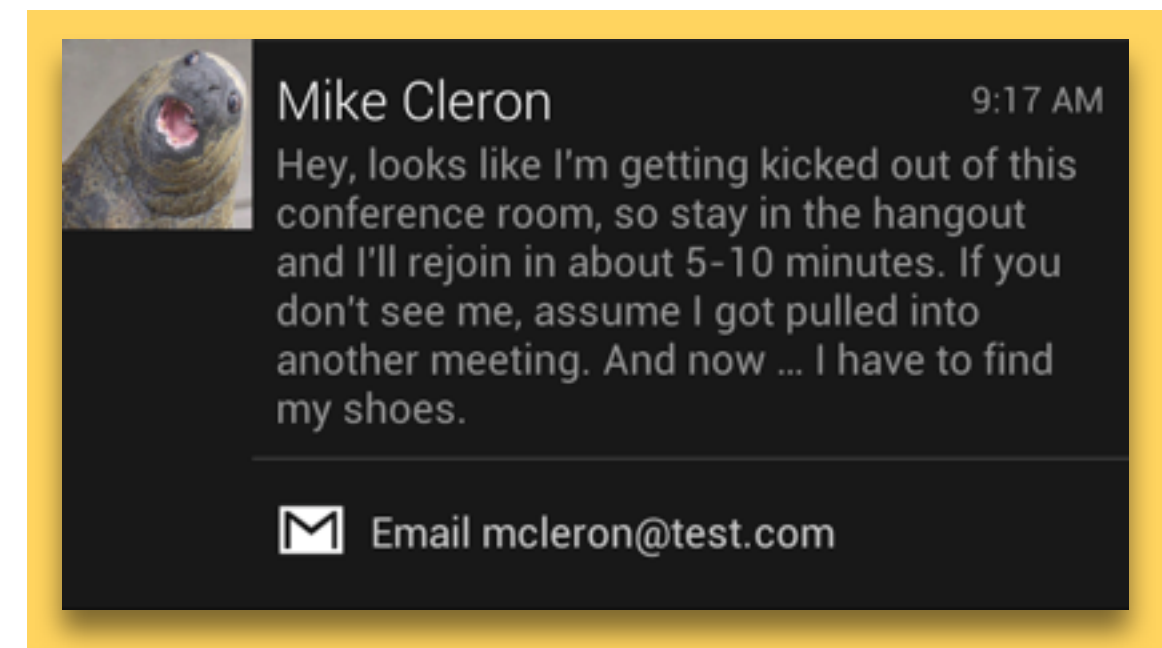 Mike Cleron
9:17 AM
Hey, looks like I'm getting kicked out of this
conference room, so stay in the hangout
and I'll rejoin in about 5-10 minutes. If you
don't see me, assume I got pulled into
another meeting. And now ... I have to find
my shoes.
Email mcleron@test.com